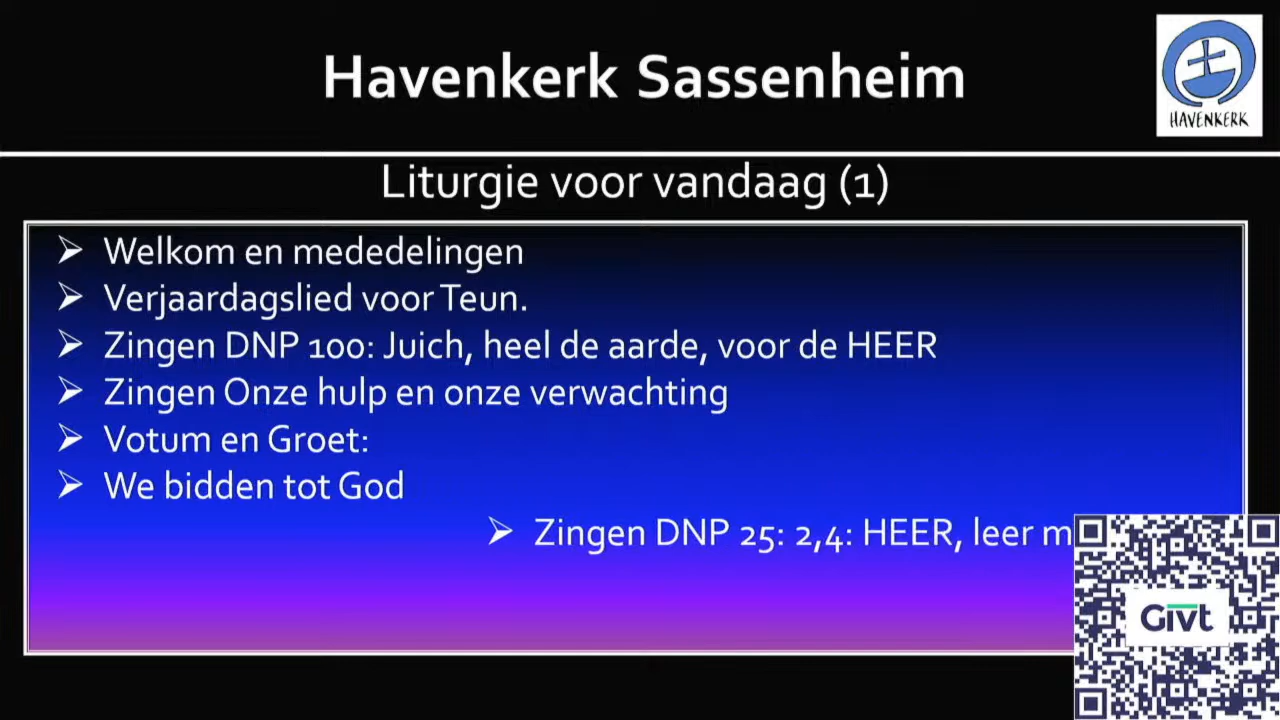 Havenkerk Sassenheim
HAVENKERK
Liturgie voor vandaag (1)
Welkom en mededelingen
Verjaardagslied voor Teun.
Zingen DNP 100: Juich, heel de aarde, voor de HEER
Zingen Onze hulp en onze verwachting
Votum en Groet:
We bidden tot God
Zingen DNP 25: 2,4: HEER, leer m
Givt